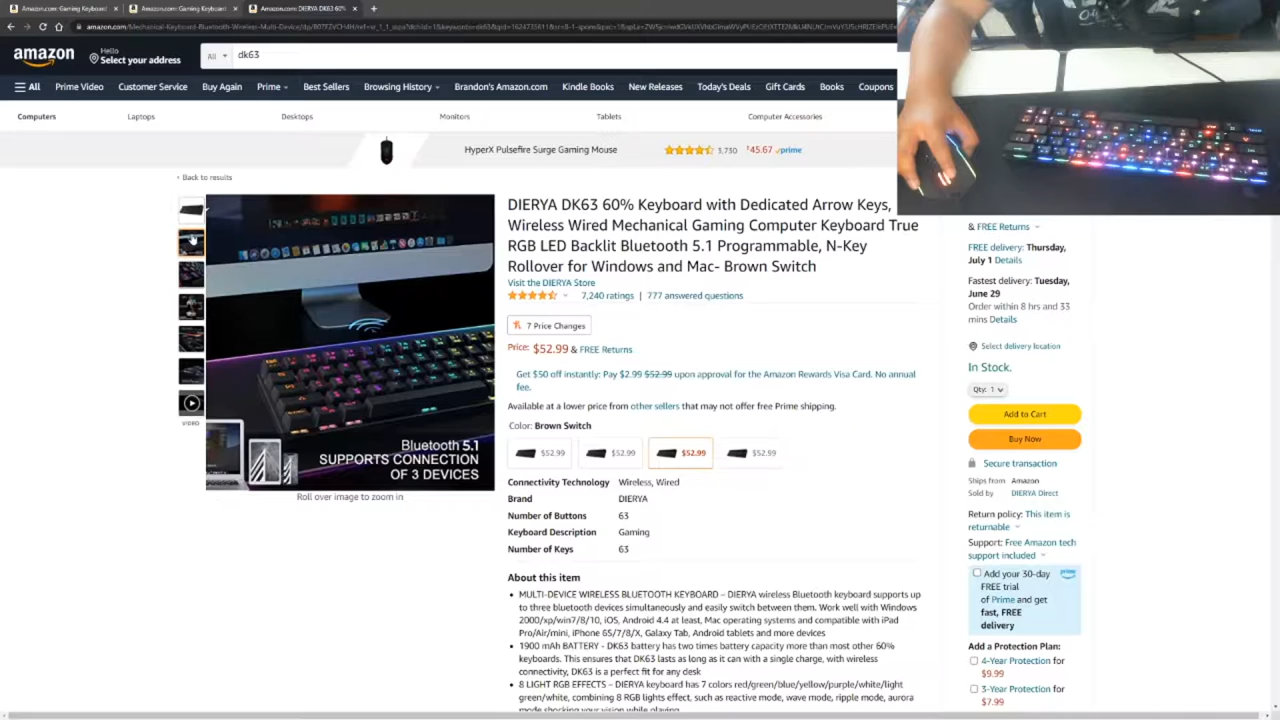 Amazon.com: Gaming Keyboard
Amazon.com: Gaming Keyboard
Amazon.com: DIERYA DK63 60%
amazon
Hello
Select your address
All
dk63
All
Prime Video
Customer Service
Buy Again
Prime
Best Sellers
Browsing History
Brandon's Amazon.com
Kindle Books
New Releases
Today's Deals
Gift Cards
Books
Coupons
Computers
Laptops
Desktops
Monitors
Tablets
Computer Accessories
HyperX Pulsefire Surge Gaming Mouse
3,730
$45.67 prime
‹ Back to results
Bluetooth 5.1
SUPPORTS CONNECTION
OF 3 DEVICES
VIDEO
Roll over image to zoom in
DIERYA DK63 60% Keyboard with Dedicated Arrow Keys,
Wireless Wired Mechanical Gaming Computer Keyboard True
RGB LED Backlit Bluetooth 5.1 Programmable, N-Key
Rollover for Windows and Mac- Brown Switch
Visit the DIERYA Store
7,240 ratings | 777 answered questions
7 Price Changes
Price: $52.99 & FREE Returns
Get $50 off instantly: Pay $2.99 $52.99 upon approval for the Amazon Rewards Visa Card. No annual
fee.
Available at a lower price from other sellers that may not offer free Prime shipping.
Color: Brown Switch
$52.99
$52.99
$52.99
$52.99
Connectivity Technology Wireless, Wired
Brand DIERYA
Number of Buttons 63
Keyboard Description Gaming
Number of Keys 63
About this item
• MULTI-DEVICE WIRELESS BLUETOOTH KEYBOARD – DIERYA wireless Bluetooth keyboard supports up
to three bluetooth devices simultaneously and easily switch between them. Work well with Windows
2000/xp/win7/8/10, iOS, Android 4.4 at least, Mac operating systems and compatible with iPad
Pro/Air/mini, iPhone 6S/7/8/X, Galaxy Tab, Android tablets and more devices
• 1900 mAh BATTERY - DK63 battery has two times battery capacity more than most other 60%
keyboards. This ensures that DK63 lasts as long as it can with a single charge, with wireless
connectivity, DK63 is a perfect fit for any desk
• 8 LIGHT RGB EFFECTS – DIERYA keyboard has 7 colors red/green/blue/yellow/purple/white/light
green/white, combining 8 RGB lights effect, such as reactive mode, wave mode, ripple mode, aurora
mode shocking your vision while playing
& FREE Returns
FREE delivery: Thursday,
July 1 Details
Fastest delivery: Tuesday,
June 29
Order within 8 hrs and 33
mins Details
Select delivery location
In Stock.
Qty: 1
Add to Cart
Buy Now
Secure transaction
Ships from Amazon
Sold by DIERYA Direct
Return policy: This item is
returnable
Support: Free Amazon tech
support included
Add your 30-day
FREE trial
of Prime and get
fast, FREE
delivery
prime
Add a Protection Plan:
4-Year Protection for
$9.99
3-Year Protection for
$7.99